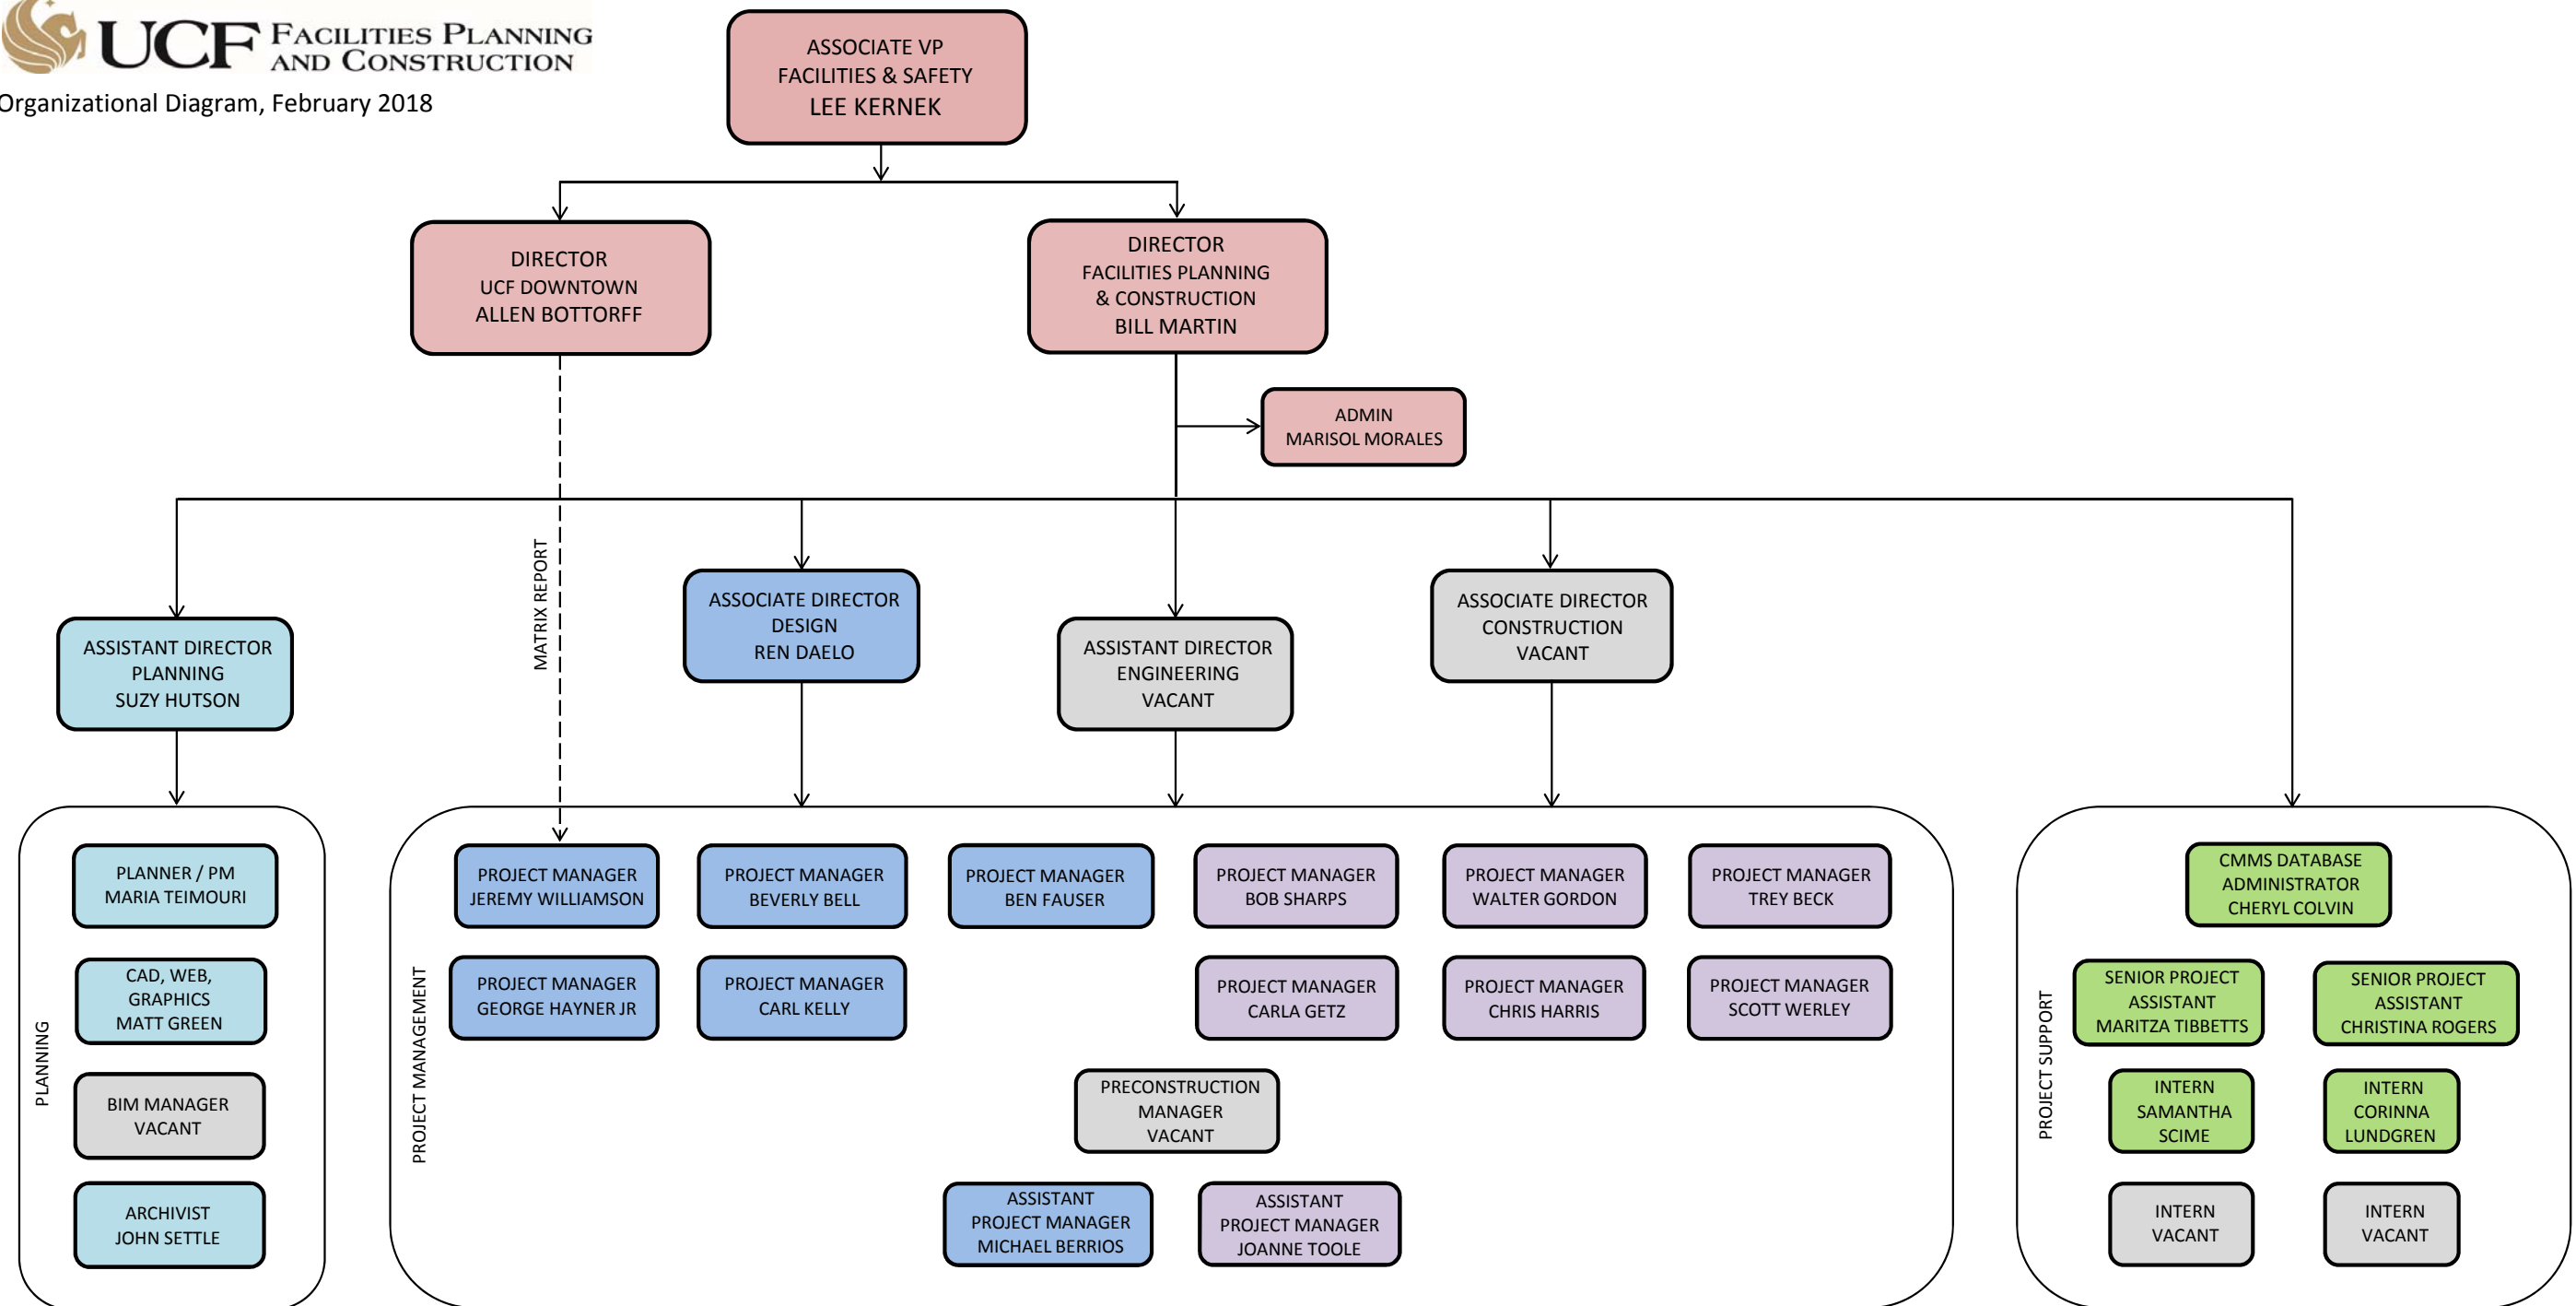 UCF FACILITIES PLANNING
AND CONSTRUCTION
Organizational Diagram, February 2018
ASSOCIATE VP
FACILITIES & SAFETY
LEE KERNEK
DIRECTOR
UCF DOWNTOWN
ALLEN BOTTORFF
DIRECTOR
FACILITIES PLANNING
& CONSTRUCTION
BILL MARTIN
ADMIN
MARISOL MORALES
MATRIX REPORT
ASSISTANT DIRECTOR
PLANNING
SUZY HUTSON
ASSOCIATE DIRECTOR
DESIGN
REN DAELO
ASSISTANT DIRECTOR
ENGINEERING
VACANT
ASSOCIATE DIRECTOR
CONSTRUCTION
VACANT
PLANNING
PLANNER / PM
MARIA TEIMOURI
CAD, WEB,
GRAPHICS
MATT GREEN
BIM MANAGER
VACANT
ARCHIVIST
JOHN SETTLE
PROJECT MANAGEMENT
PROJECT MANAGER
JEREMY WILLIAMSON
PROJECT MANAGER
BEVERLY BELL
PROJECT MANAGER
BEN FAUSER
PROJECT MANAGER
BOB SHARPS
PROJECT MANAGER
WALTER GORDON
PROJECT MANAGER
TREY BECK
PROJECT MANAGER
GEORGE HAYNER JR
PROJECT MANAGER
CARL KELLY
PROJECT MANAGER
CARLA GETZ
PROJECT MANAGER
CHRIS HARRIS
PROJECT MANAGER
SCOTT WERLEY
PRECONSTRUCTION
MANAGER
VACANT
ASSISTANT
PROJECT MANAGER
MICHAEL BERRIOS
ASSISTANT
PROJECT MANAGER
JOANNE TOOLE
PROJECT SUPPORT
CMMS DATABASE
ADMINISTRATOR
CHERYL COLVIN
SENIOR PROJECT
ASSISTANT
MARITZA TIBBETTS
SENIOR PROJECT
ASSISTANT
CHRISTINA ROGERS
INTERN
SAMANTHA
SCIME
INTERN
CORINNA
LUNDGREN
INTERN
VACANT
INTERN
VACANT